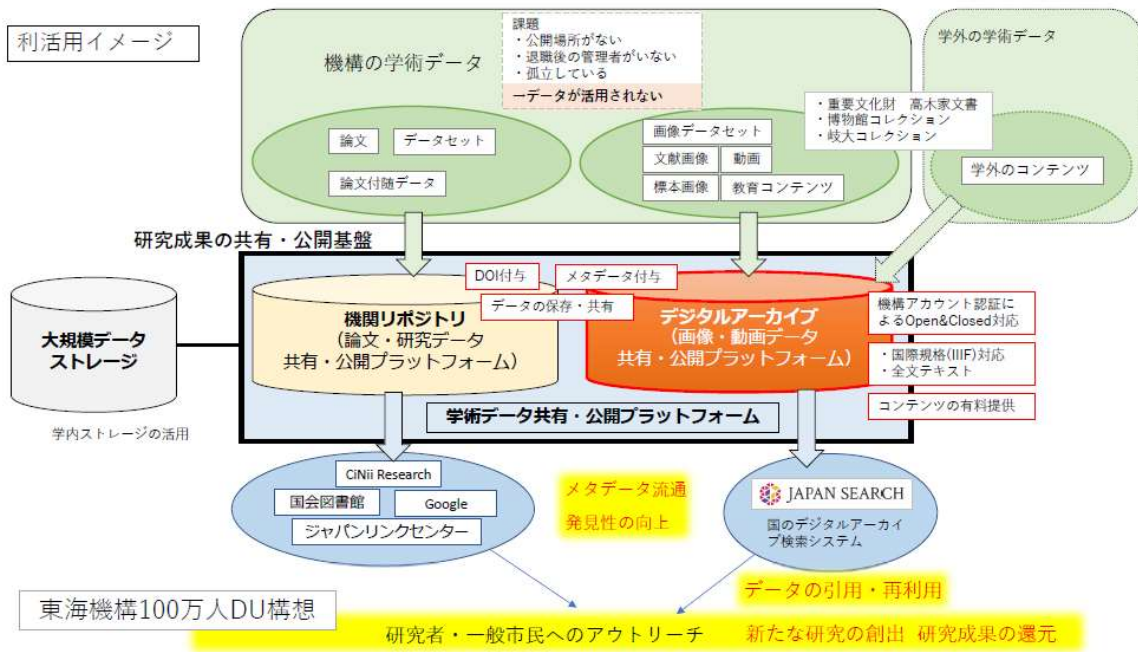 利活用イメージ
機構の学術データ
課題
・公開場所がない
・退職後の管理者がいない
・孤立している
→データが活用されない
学外の学術データ
・重要文化財　高木家文書
・博物館コレクション
・岐大コレクション
論文
データセット
論文付随データ
画像データセット
文献画像
動画
標本画像
教育コンテンツ
学外のコンテンツ
研究成果の共有・公開基盤
DOI付与
メタデータ付与
データの保存・共有
大規模データ
ストレージ
学内ストレージの活用
機関リポジトリ
（論文・研究データ
共有・公開プラットフォーム）
デジタルアーカイブ
（画像・動画データ
共有・公開プラットフォーム）
機構アカウント認証に
よるOpen&Closed対応
・国際規格(IIIF)対応
・全文テキスト
コンテンツの有料提供
学術データ共有・公開プラットフォーム
CiNii Research
国会図書館
Google
ジャパンリンクセンター
メタデータ流通
発見性の向上
JAPAN SEARCH
国のデジタルアーカイ
ブ検索システム
データの引用・再利用
東海機構100万人DU構想
研究者・一般市民へのアウトリーチ
新たな研究の創出 研究成果の還元